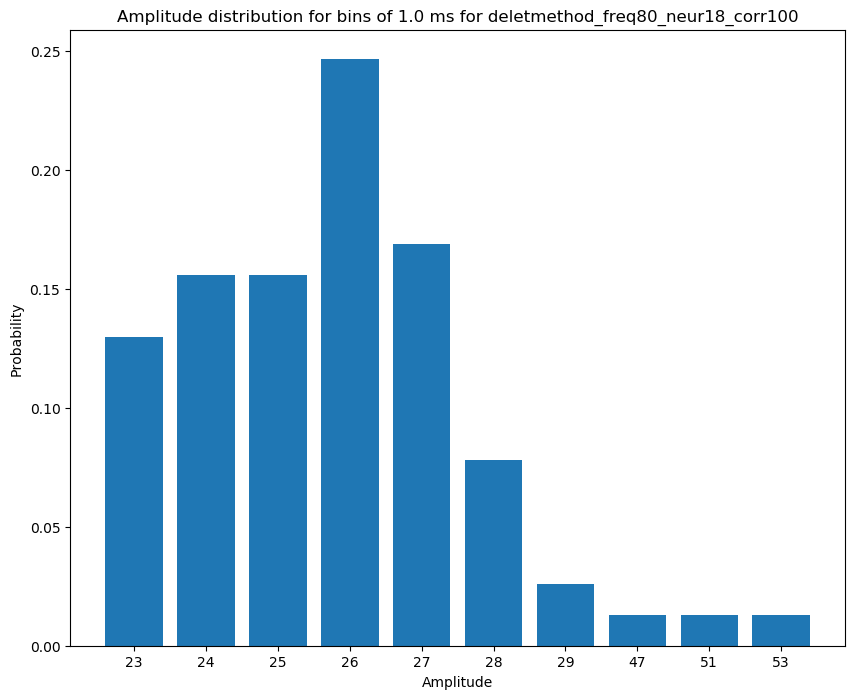 Amplitude distribution for bins of 1.0 ms for deletmethod_freq80_neur18_corr100
Probability
0.25
0.20
0.15
0.10
0.05
0.00
23 24 25 26 27 28 29 47 51 53
Amplitude